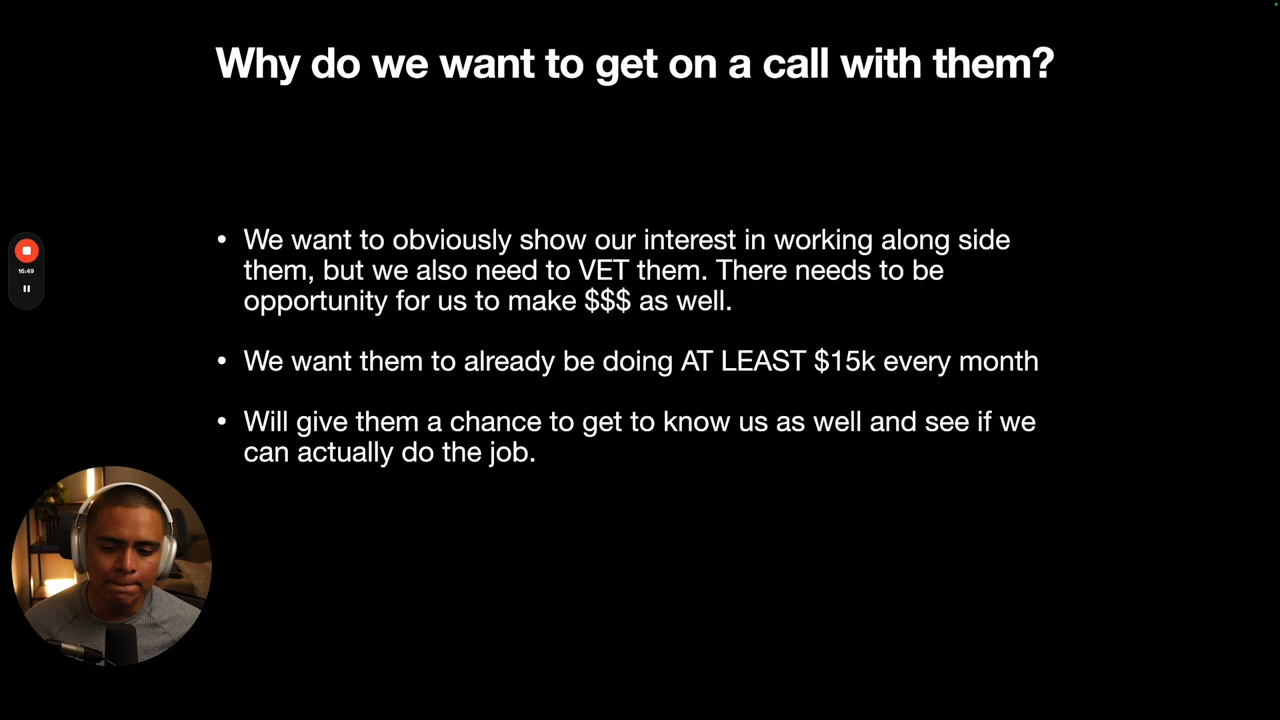 Why do we want to get on a call with them?
• We want to obviously show our interest in working along side
them, but we also need to VET them. There needs to be
opportunity for us to make $$$ as well.
16:49
• We want them to already be doing AT LEAST $15k every month
• Will give them a chance to get to know us as well and see if we
can actually do the job.